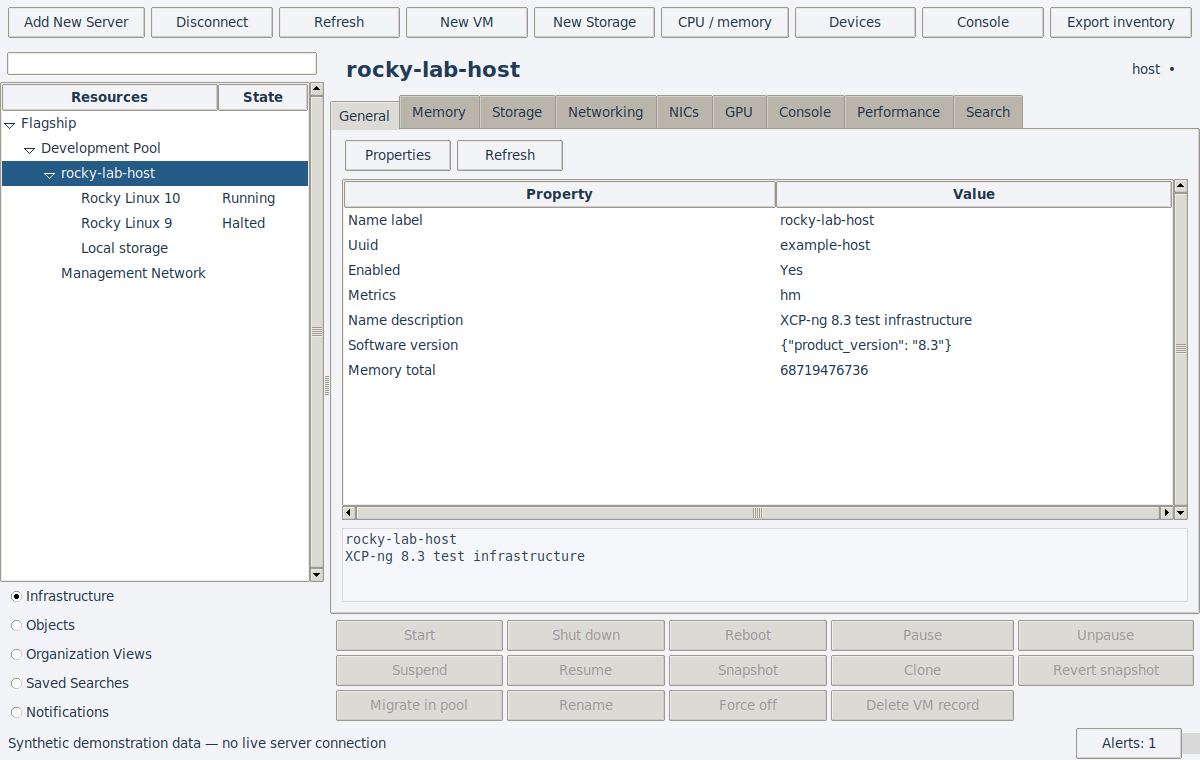 Add New Server Disconnect Refresh New VM New Storage CPU / memory Devices Console Export inventory
rocky-lab-host
host •
Resources State
Flagship
Development Pool
rocky-lab-host
Rocky Linux 10 Running
Rocky Linux 9 Halted
Local storage
Management Network
Infrastructure
Objects
Organization Views
Saved Searches
Notifications
General Memory Storage Networking NICs GPU Console Performance Search
Properties Refresh
Property Value
Name label rocky-lab-host
Uuid example-host
Enabled Yes
Metrics hm
Name description XCP-ng 8.3 test infrastructure
Software version {"product_version": "8.3"}
Memory total 68719476736
rocky-lab-host
XCP-ng 8.3 test infrastructure
Start Shut down Reboot Pause Unpause
Suspend Resume Snapshot Clone Revert snapshot
Migrate in pool Rename Force off Delete VM record
Synthetic demonstration data — no live server connection
Alerts: 1